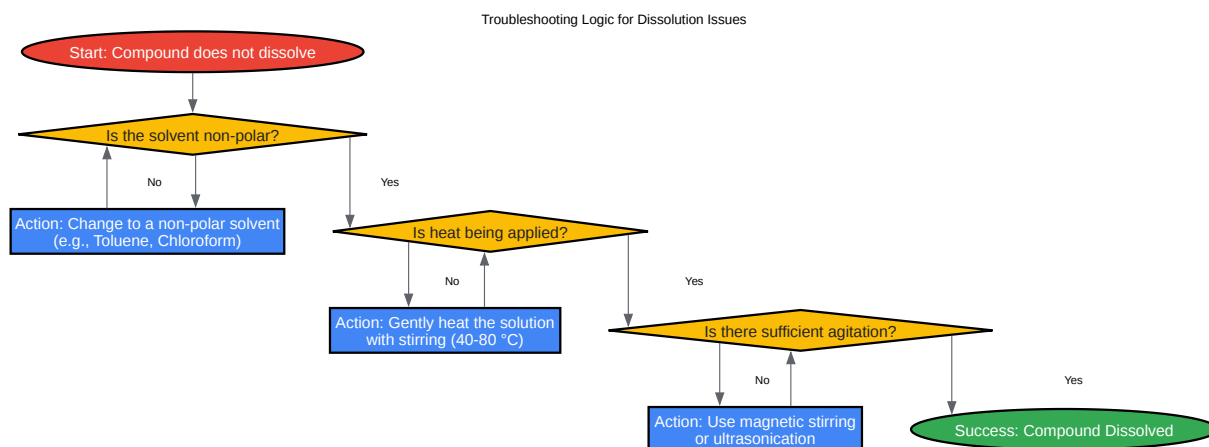 Troubleshooting Logic for Dissolution Issues
Start: Compound does not dissolve
Is the solvent non-polar?
No
Yes
Action: Change to a non-polar solvent
(e.g., Toluene, Chloroform)
Is heat being applied?
No
Yes
Action: Gently heat the solution
with stirring (40-80 °C)
Is there sufficient agitation?
No
Yes
Action: Use magnetic stirring
or ultrasonication
Success: Compound Dissolved